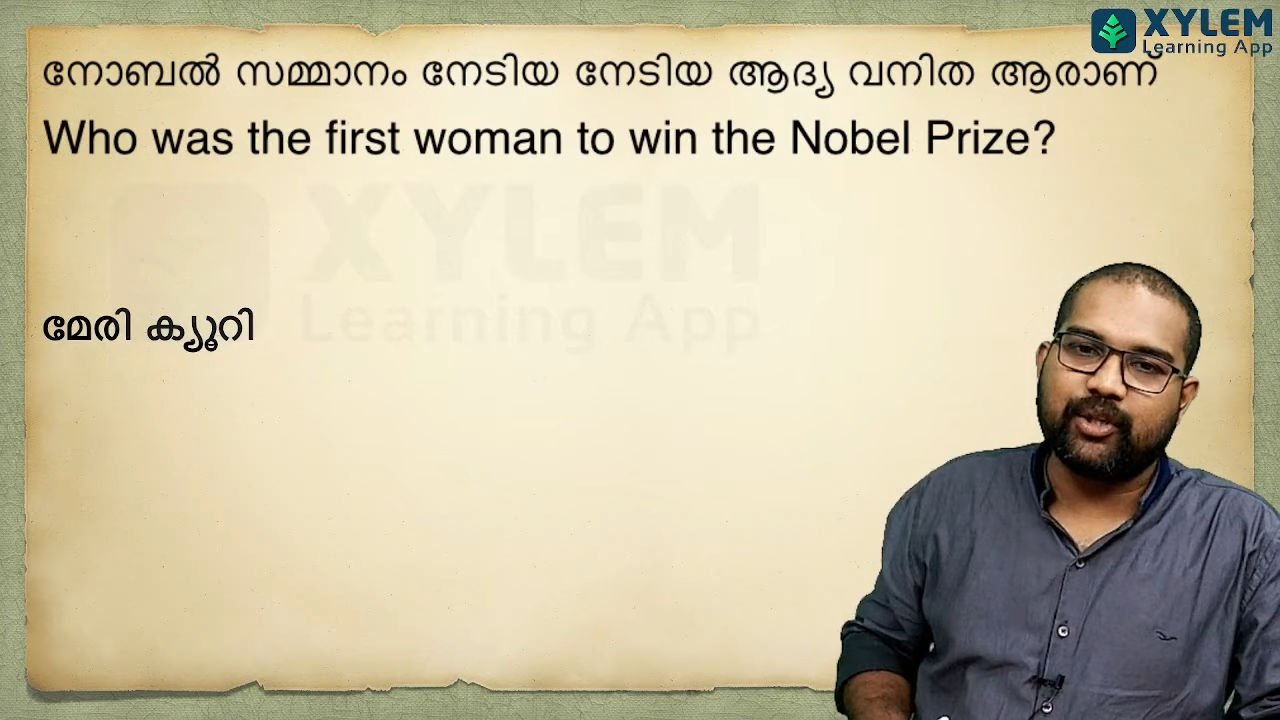 XYLEM
Learning App
നോബൽ സമ്മാനം നേടിയ നേടിയ ആദ്യ വനിത ആരാണ്
Who was the first woman to win the Nobel Prize?
XYLEM
Learning App
മേരി ക്യൂറി